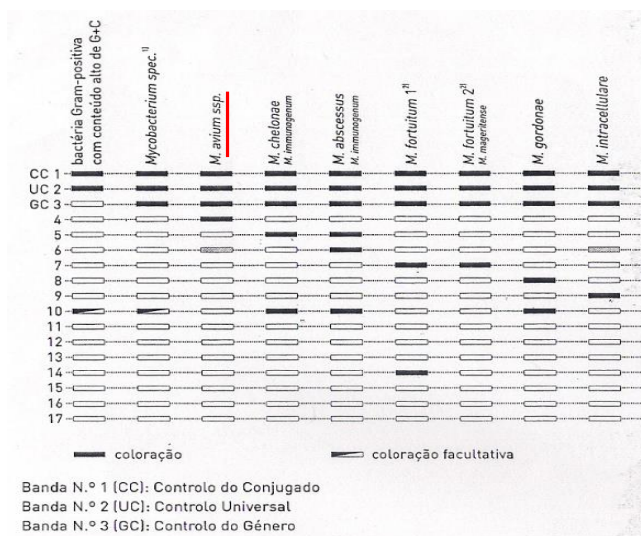 bactéria Gram-positiva
com conteúdo alto de G+C
Mycobacterium spec. 1)
M. avium ssp.
M. chelonae
M. immunogenum
M. abscessus
M. immunogenum
M. fortuitum 1 2)
M. fortuitum 2 2)
M. mageritense
M. gordonae
M. intracellulare
CC 1
UC 2
GC 3
4
5
6
7
8
9
10
11
12
13
14
15
16
17
coloração
coloração facultativa
Banda N.º 1 (CC): Controlo do Conjugado
Banda N.º 2 (UC): Controlo Universal
Banda N.º 3 (GC): Controlo do Género